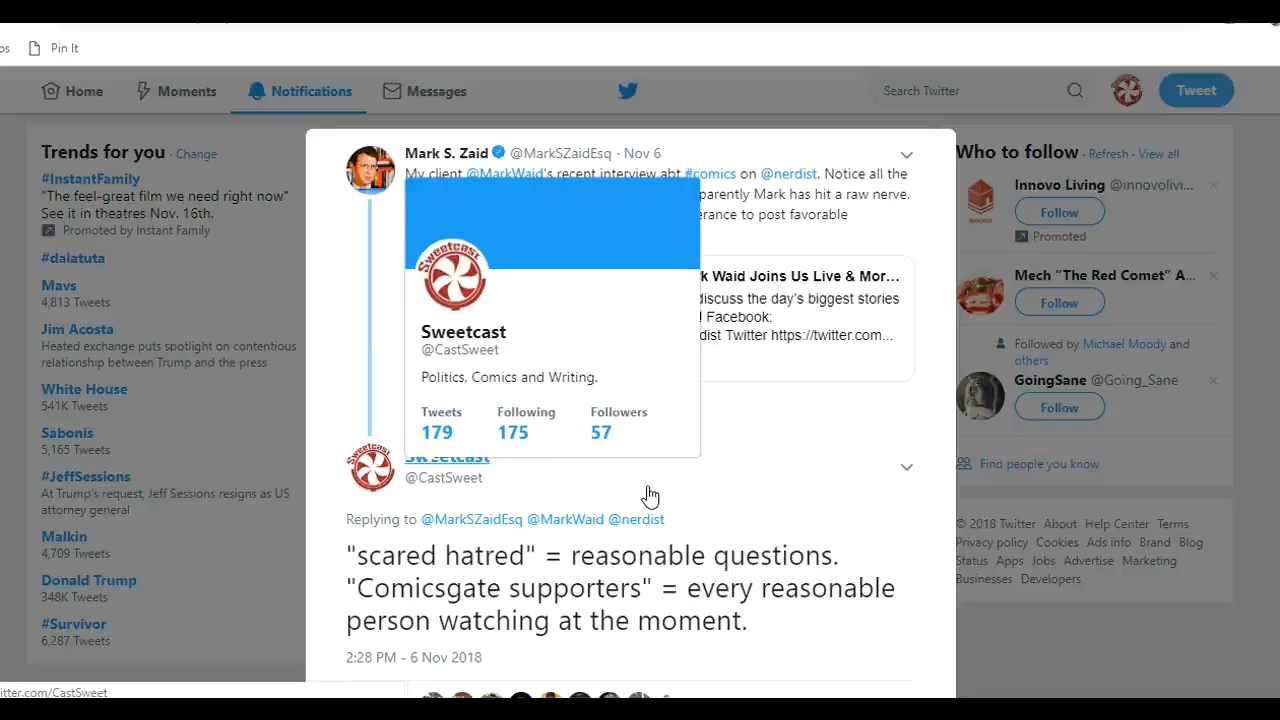 os Pin It
Home Moments Notifications Messages Search Twitter Tweet
Trends for you · Change
#InstantFamily
"The feel-great film we need right now"
See it in theatres Nov. 16th.
Promoted by Instant Family
#dalatuta
Mavs
4,813 Tweets
Jim Acosta
Heated exchange puts spotlight on contentious
relationship between Trump and the press
White House
541K Tweets
Sabonis
5,165 Tweets
#JeffSessions
At Trump's request, Jeff Sessions resigns as US
attorney general
Malkin
4,709 Tweets
Donald Trump
348K Tweets
#Survivor
6,287 Tweets
itter.com/CastSweet
Mark S. Zaid @MarkSZaidEsq · Nov 6
My client @MarkWaid's recent interview abt #comics on @nerdist. Notice all the
parently Mark has hit a raw nerve.
erance to post favorable
k Waid Joins Us Live & Mor...
discuss the day's biggest stories
! Facebook:
dist Twitter https://twitter.com...
Sweetcast
Sweetcast
@CastSweet
Politics, Comics and Writing.
Tweets Following Followers
179 175 57
Sweetcast
Sweetcast
@CastSweet
Replying to @MarkSZaidEsq @MarkWaid @nerdist
"scared hatred" = reasonable questions.
"Comicsgate supporters" = every reasonable
person watching at the moment.
2:28 PM - 6 Nov 2018
Who to follow · Refresh · View all
Innovo Living @innovolivi...
Follow
Promoted
Mech "The Red Comet" A...
Follow
Followed by Michael Moody and
others
GoingSane @Going_Sane
Follow
Find people you know
© 2018 Twitter About Help Center Terms
Privacy policy Cookies Ads info Brand Blog
Status Apps Jobs Advertise Marketing
Businesses Developers